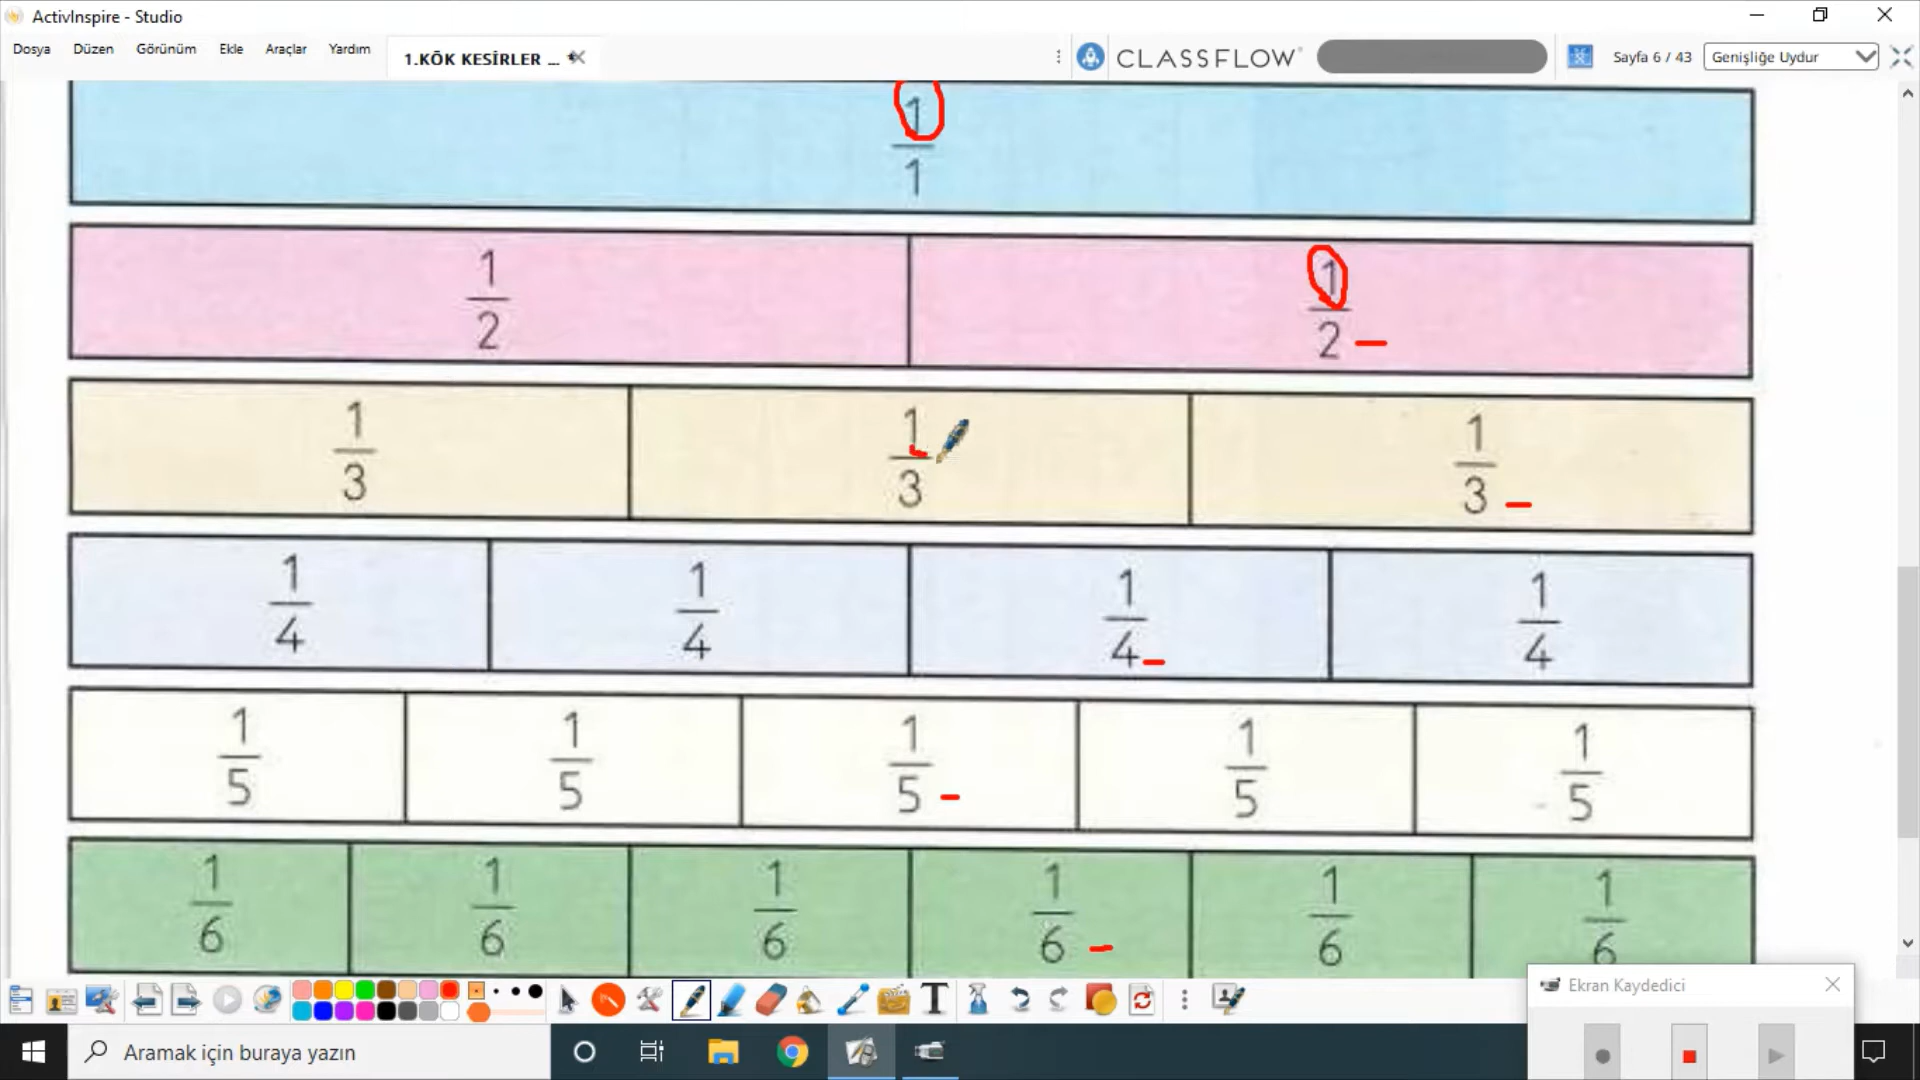 ActivInspire - Studio
Dosya Düzen Görünüm Ekle Araçlar Yardım
1.KÖK KESİRLER ...
CLASSFLOW
Sayfa 6 / 43
Genişliğe Uydur
1/1
1/2 1/2
1/3 1/3 1/3
1/4 1/4 1/4 1/4
1/5 1/5 1/5 1/5 1/5
1/6 1/6 1/6 1/6 1/6 1/6
Ekran Kaydedici
Aramak için buraya yazın